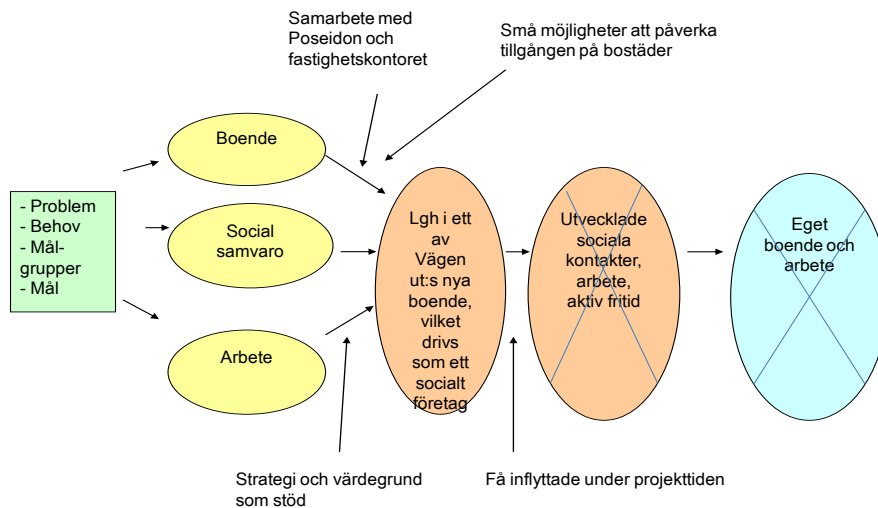 Samarbete med
Poseidon och
fastighetskontoret
Små möjligheter att påverka
tillgången på bostäder
Boende
- Problem
- Behov
- Mål-
grupper
- Mål
Social
samvaro
Arbete
Lgh i ett
av
Vägen
ut:s nya
boende,
vilket
drivs
som ett
socialt
företag
Utvecklade
sociala
kontakter,
arbete,
aktiv fritid
Eget
boende och
arbete
Strategi och värdegrund
som stöd
Få inflyttade under projekttiden